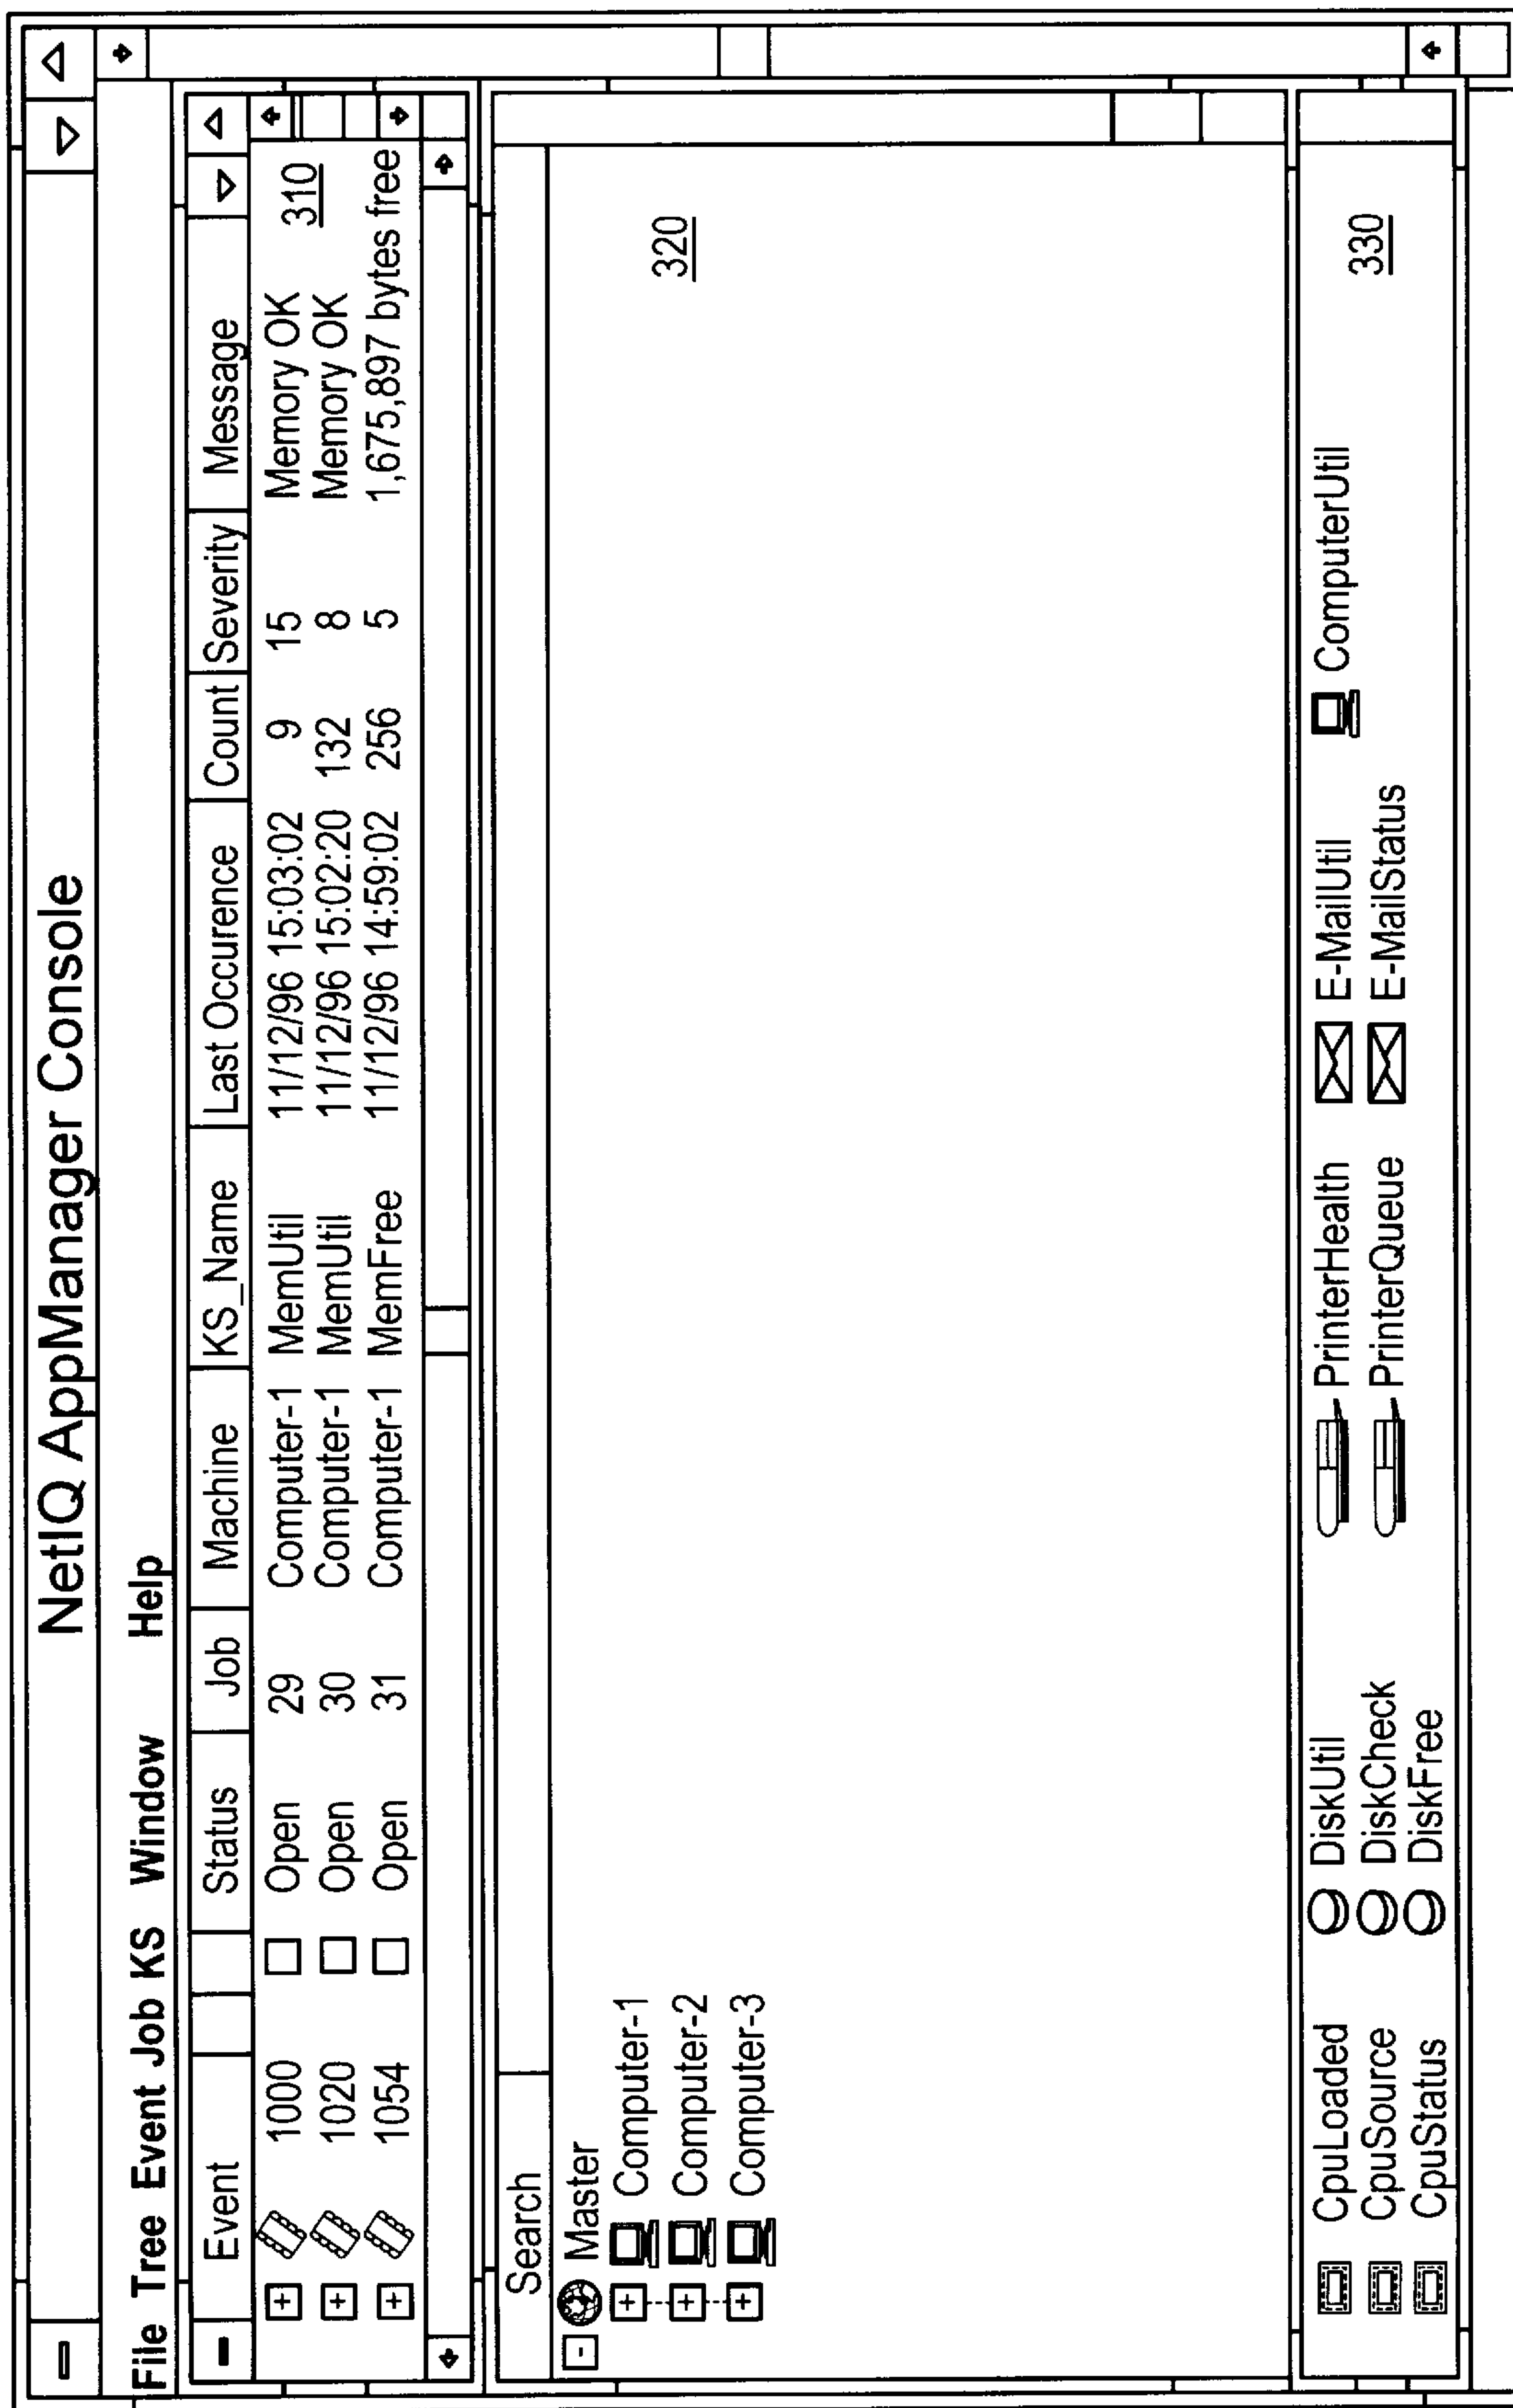 NetIQ AppManager Console
File Tree Event Job KS Window Help
Event Status Job Machine KS_Name Last Occurence Count Severity Message
+ 1000 Open 29 Computer-1 MemUtil 11/12/96 15:03:02 9 15 Memory OK 310
+ 1020 Open 30 Computer-1 MemUtil 11/12/96 15:02:20 132 8 Memory OK
+ 1054 Open 31 Computer-1 MemFree 11/12/96 14:59:02 256 5 1,675,897 bytes free
Search
- Master
+ Computer-1 320
+ Computer-2
+ Computer-3
CpuLoaded DiskUtil PrinterHealth E-MailUtil ComputerUtil 330
CpuSource DiskCheck PrinterQueue E-MailStatus
CpuStatus DiskFree